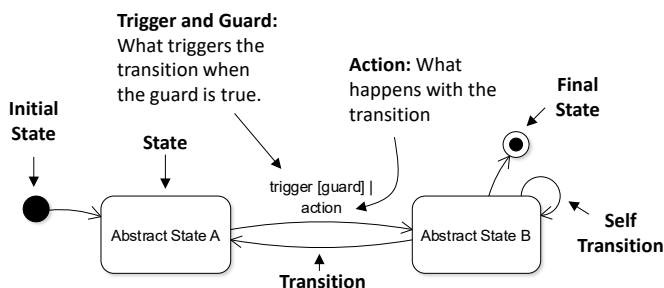 Trigger and Guard:
What triggers the
transition when
the guard is true.
Action: What
happens with the
transition
Final
State
Initial
State
State
trigger [guard] |
action
Abstract State A
Abstract State B
Self
Transition
Transition